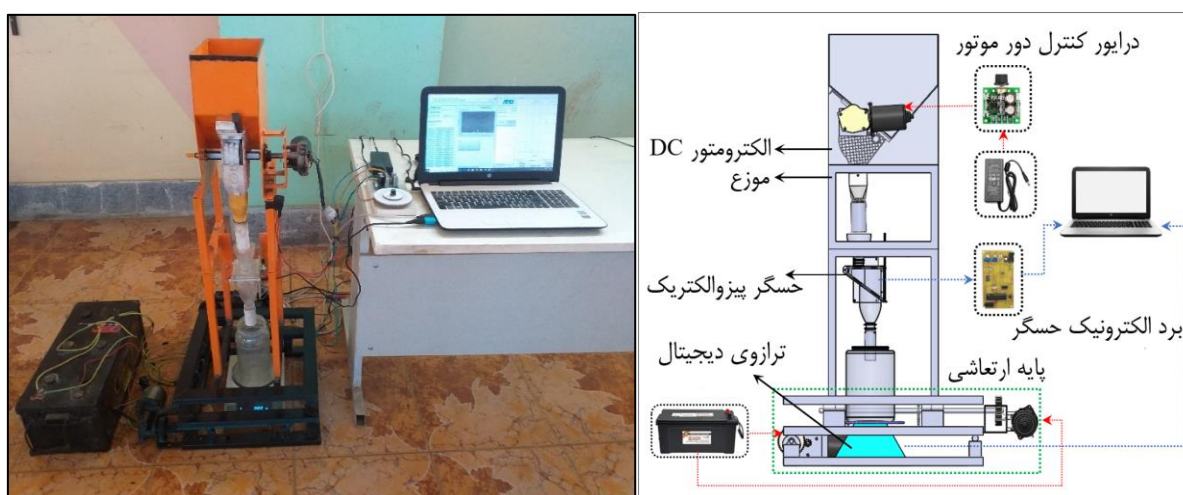 درایور کنترل دور موتور
الکترومتور DC
موزع
حسگر پیزوالکتریک
برد الکترونیک حسگر
ترازوی دیجیتال
پایه ارتعاشی